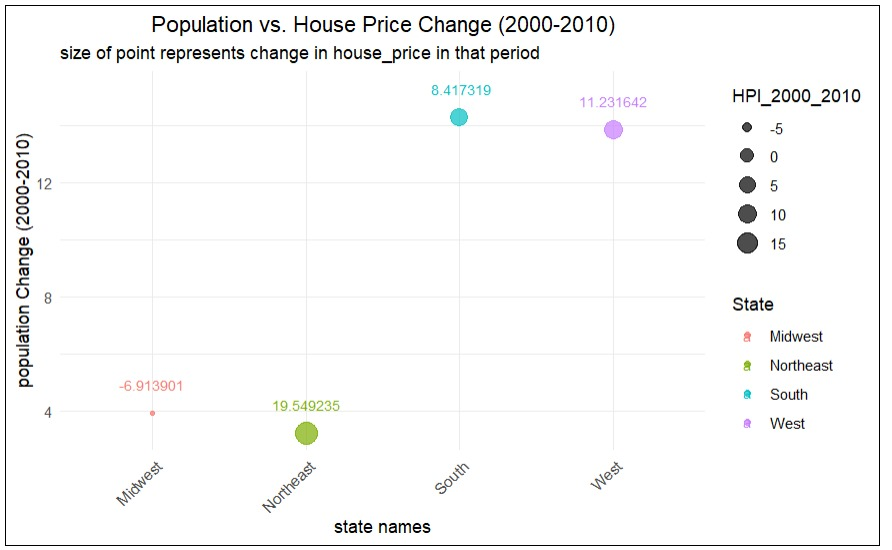 Population vs. House Price Change (2000-2010)
size of point represents change in house_price in that period
population Change (2000-2010)
12
8
4
-6.913901
19.549235
8.417319
11.231642
Midwest
Northeast
South
West
state names
HPI_2000_2010
-5
0
5
10
15
State
Midwest
Northeast
South
West